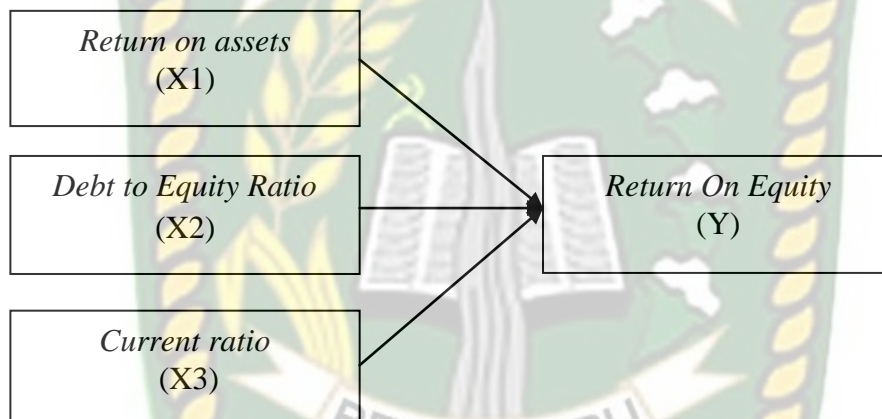 Return on assets
(X1)
Debt to Equity Ratio
(X2)
Return On Equity
(Y)
Current ratio
(X3)